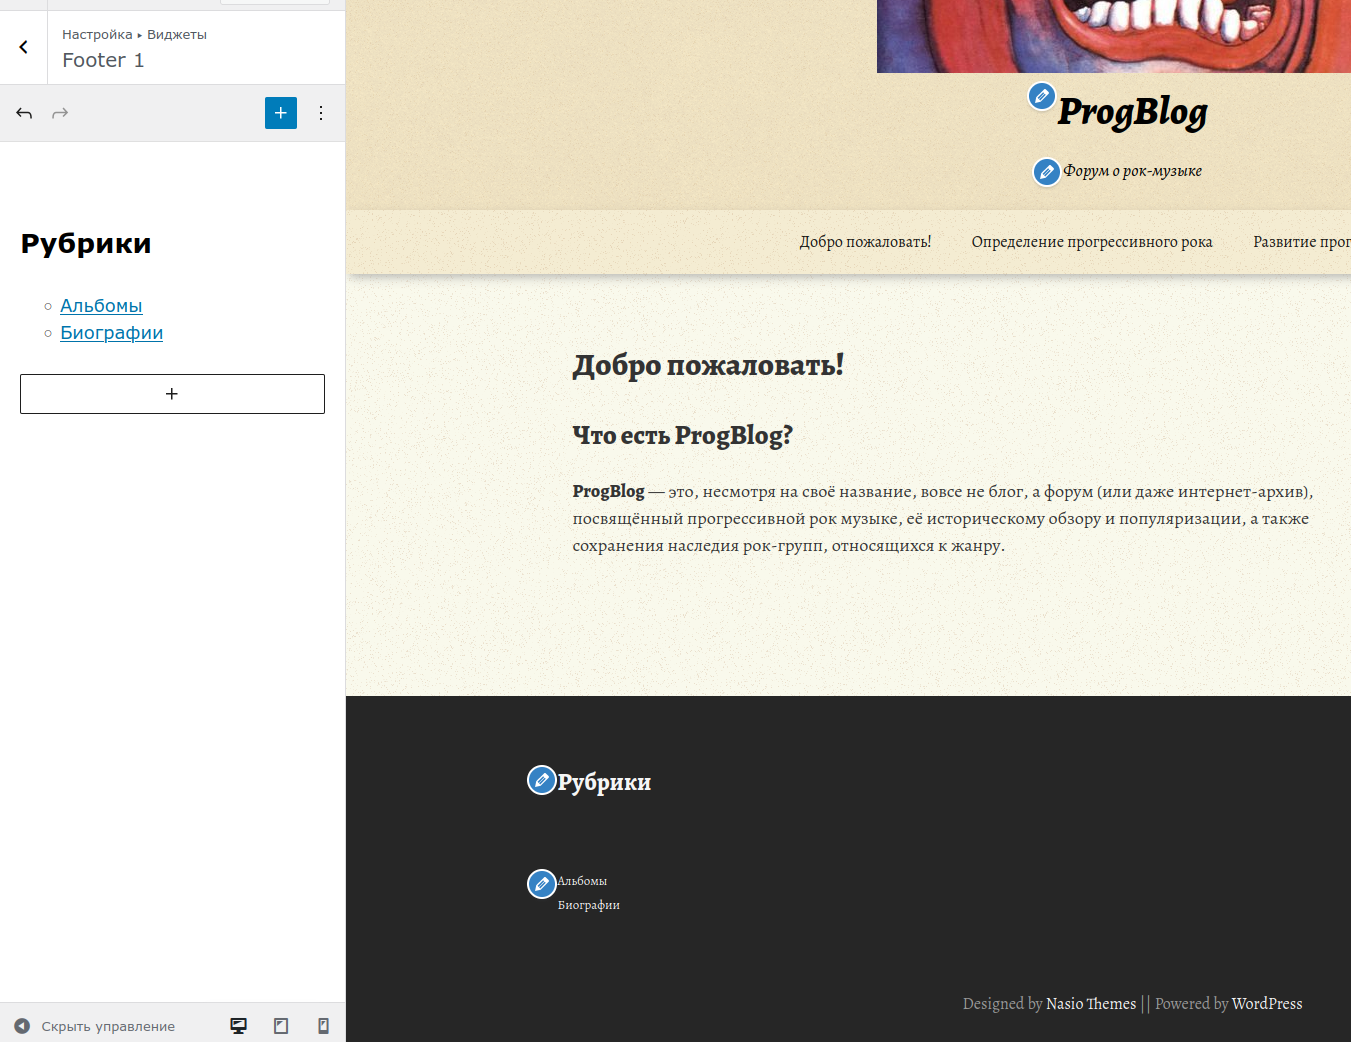 Настройка ▸ Виджеты
Footer 1
Рубрики
Альбомы
Биографии
Скрыть управление
ProgBlog
Форум о рок-музыке
Добро пожаловать! Определение прогрессивного рока Развитие прог
Добро пожаловать!
Что есть ProgBlog?
ProgBlog — это, несмотря на своё название, вовсе не блог, а форум (или даже интернет-архив),
посвящённый прогрессивной рок музыке, её историческому обзору и популяризации, а также
сохранения наследия рок-групп, относящихся к жанру.
Рубрики
Альбомы
Биографии
Designed by Nasio Themes || Powered by WordPress